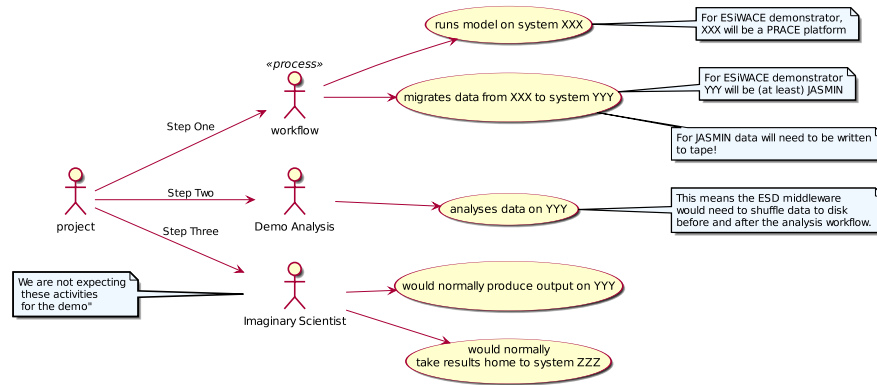 runs model on system XXX
For ESiWACE demonstrator,
XXX will be a PRACE platform
«process»
workflow
migrates data from XXX to system YYY
For ESiWACE demonstrator
YYY will be (at least) JASMIN
For JASMIN data will need to be written
to tape!
Step One
project
Step Two
Demo Analysis
analyses data on YYY
This means the ESD middleware
would need to shuffle data to disk
before and after the analysis workflow.
Step Three
We are not expecting
these activities
for the demo"
Imaginary Scientist
would normally produce output on YYY
would normally
take results home to system ZZZ